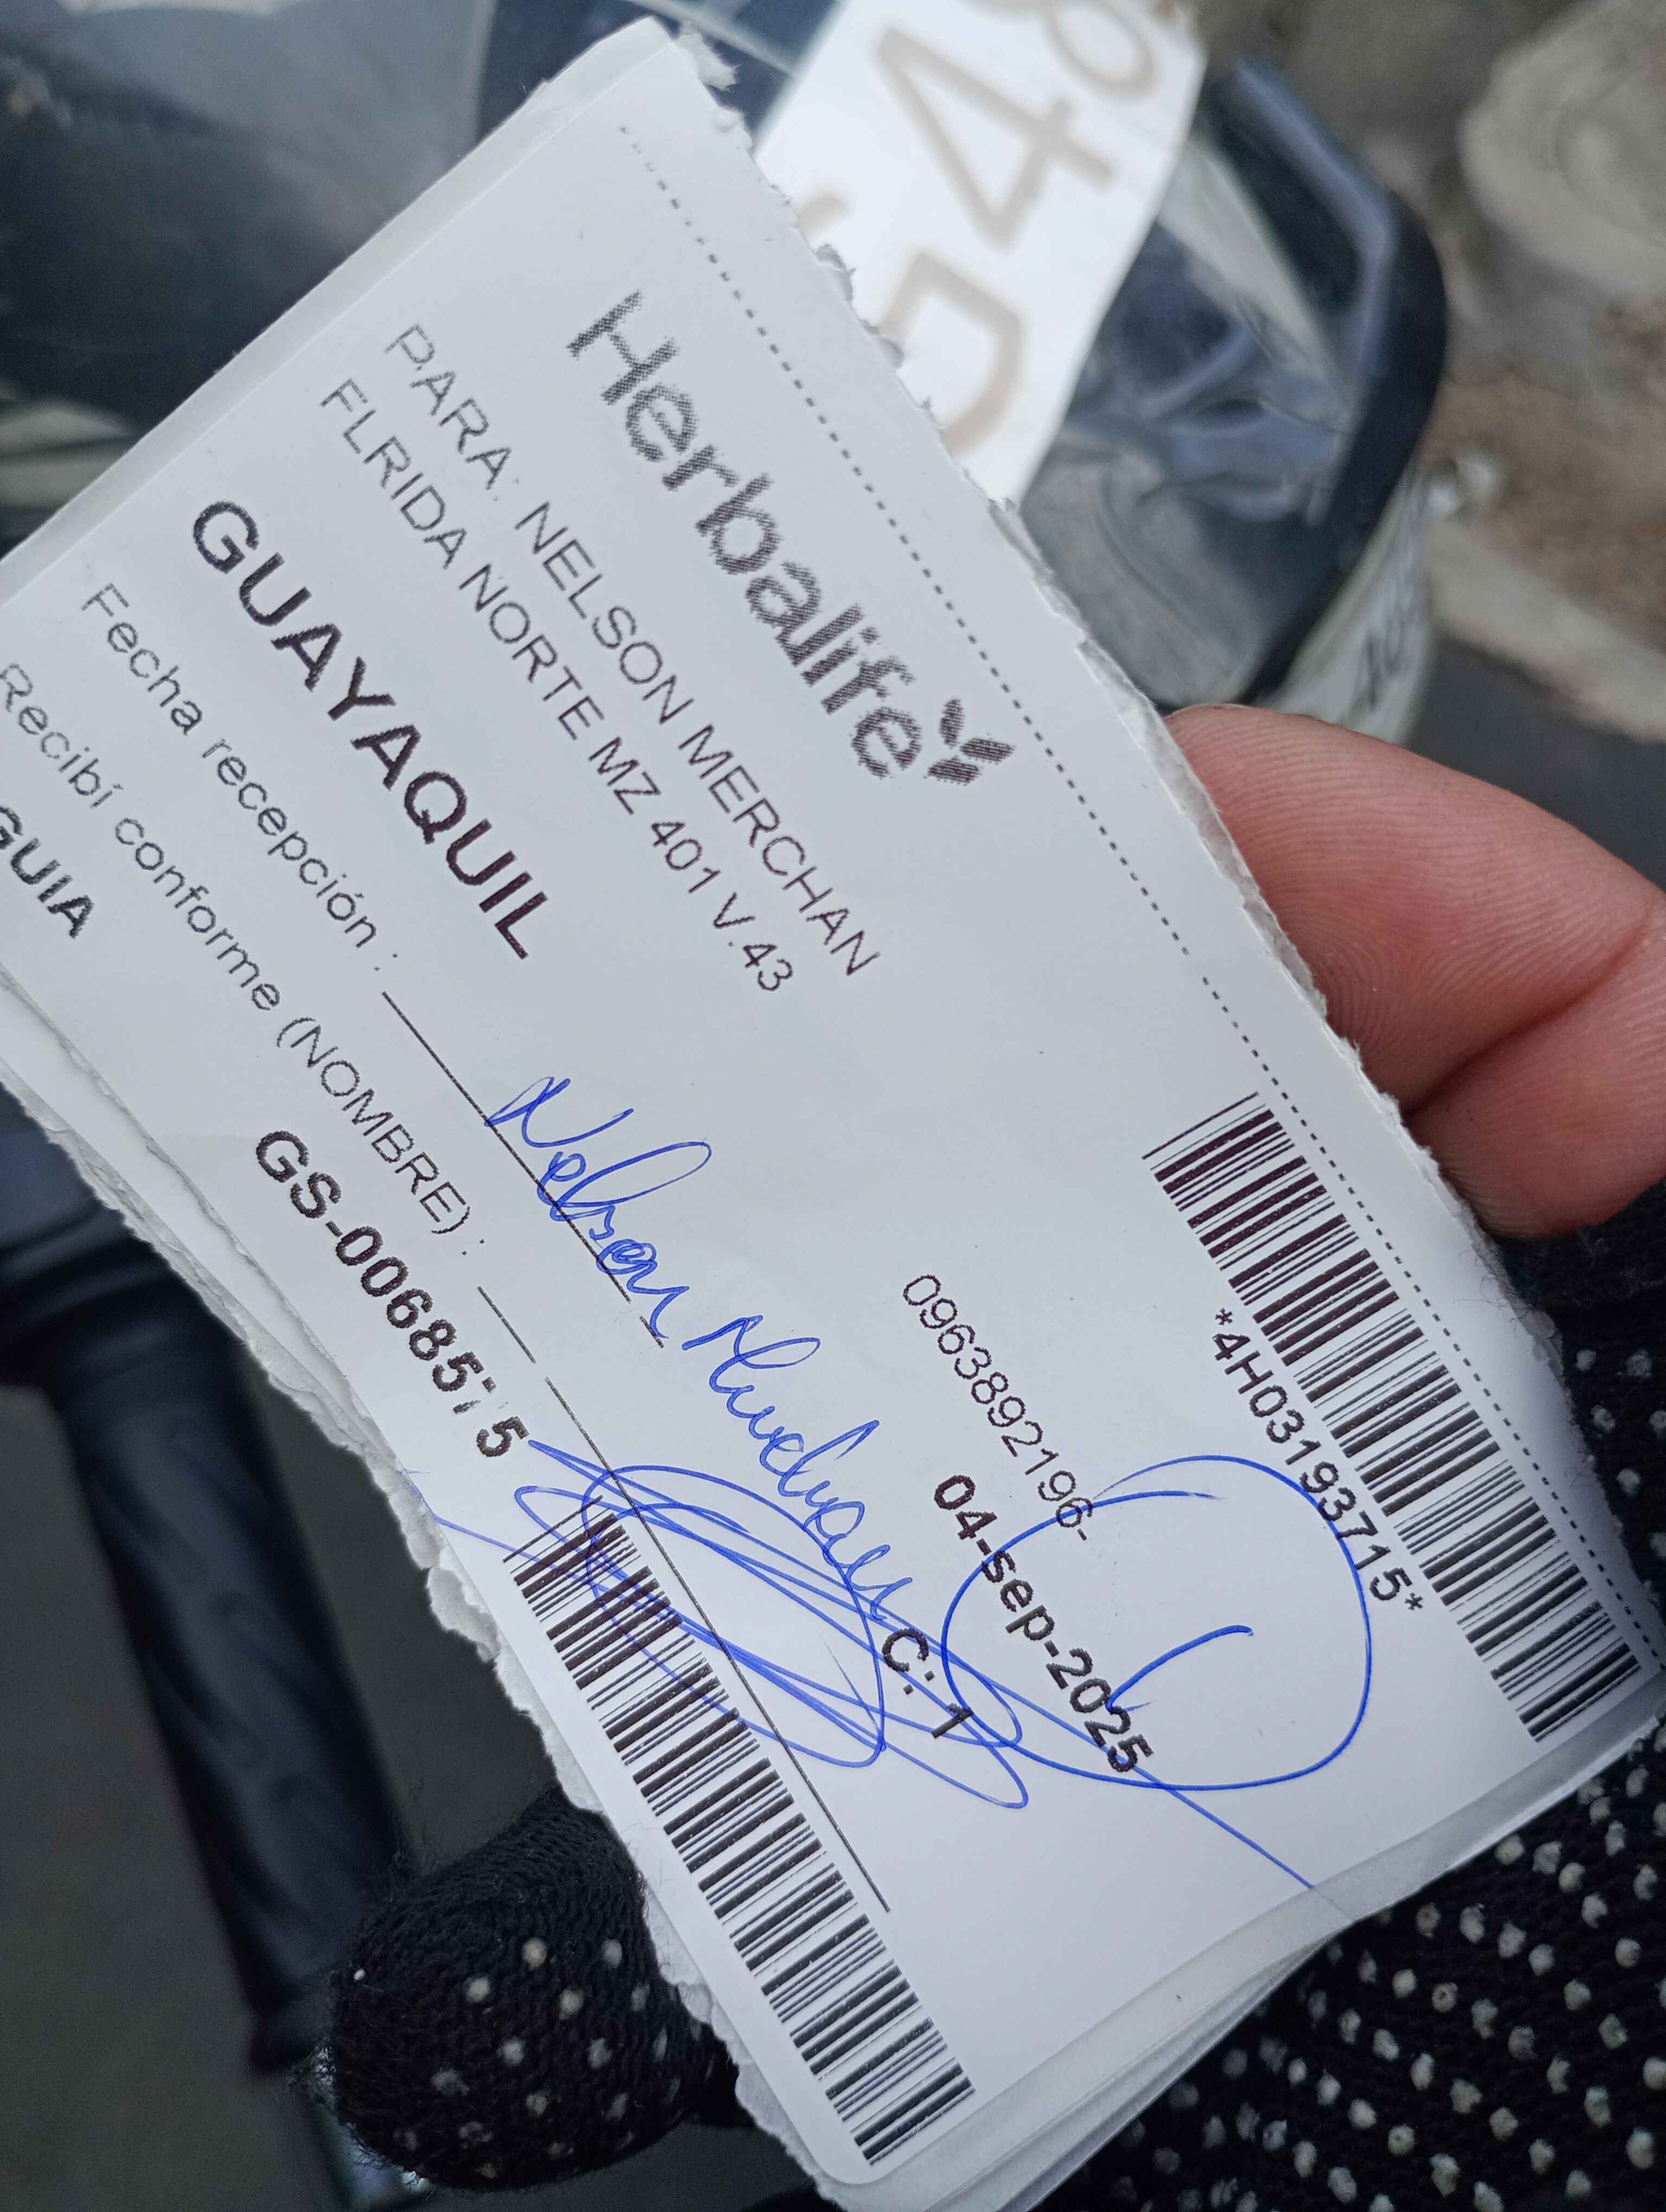 Herbalife
*4H03193715*
PARA: NELSON MERCHAN
0963892196-
FLRIDA NORTE MZ 401 V.43
GUAYAQUIL
04-sep-2025
Fecha recepción :
Nelson Merchan
C: 1
Recibí conforme (NOMBRE) :
GUIA
GS-0068575
48